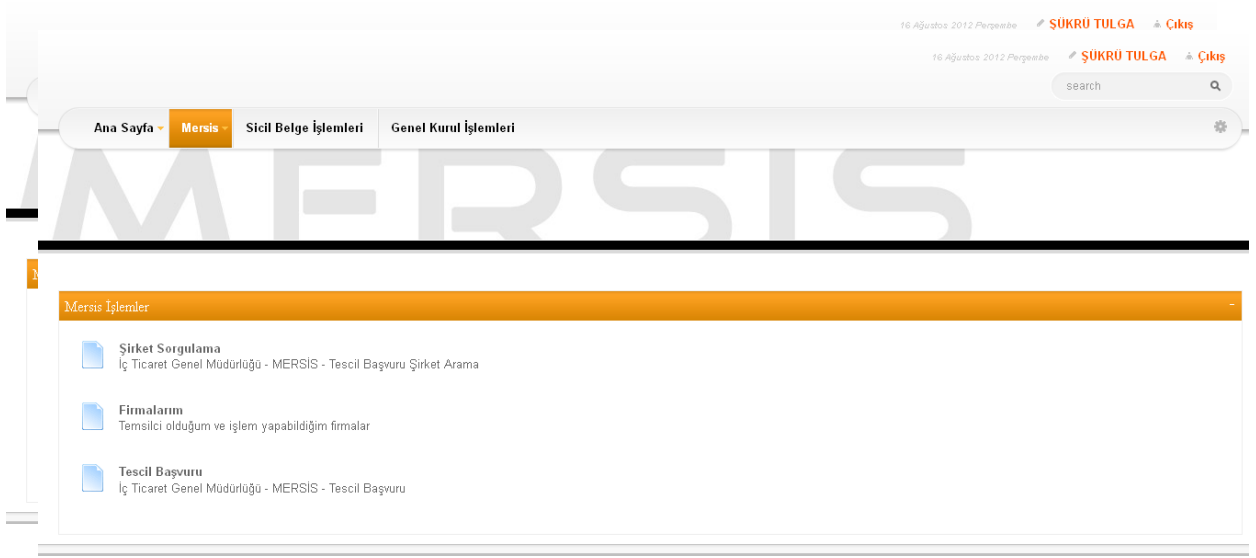 16 Ağustos 2012 Perşembe ŞÜKRÜ TULGA Çıkış
16 Ağustos 2012 Perşembe ŞÜKRÜ TULGA Çıkış
search
Ana Sayfa Mersis Sicil Belge İşlemleri Genel Kurul İşlemleri
MERSIS
Mersis İşlemler -
Şirket Sorgulama
İç Ticaret Genel Müdürlüğü - MERSİS - Tescil Başvuru Şirket Arama
Firmalarım
Temsilci olduğum ve işlem yapabildiğim firmalar
Tescil Başvuru
İç Ticaret Genel Müdürlüğü - MERSİS - Tescil Başvuru